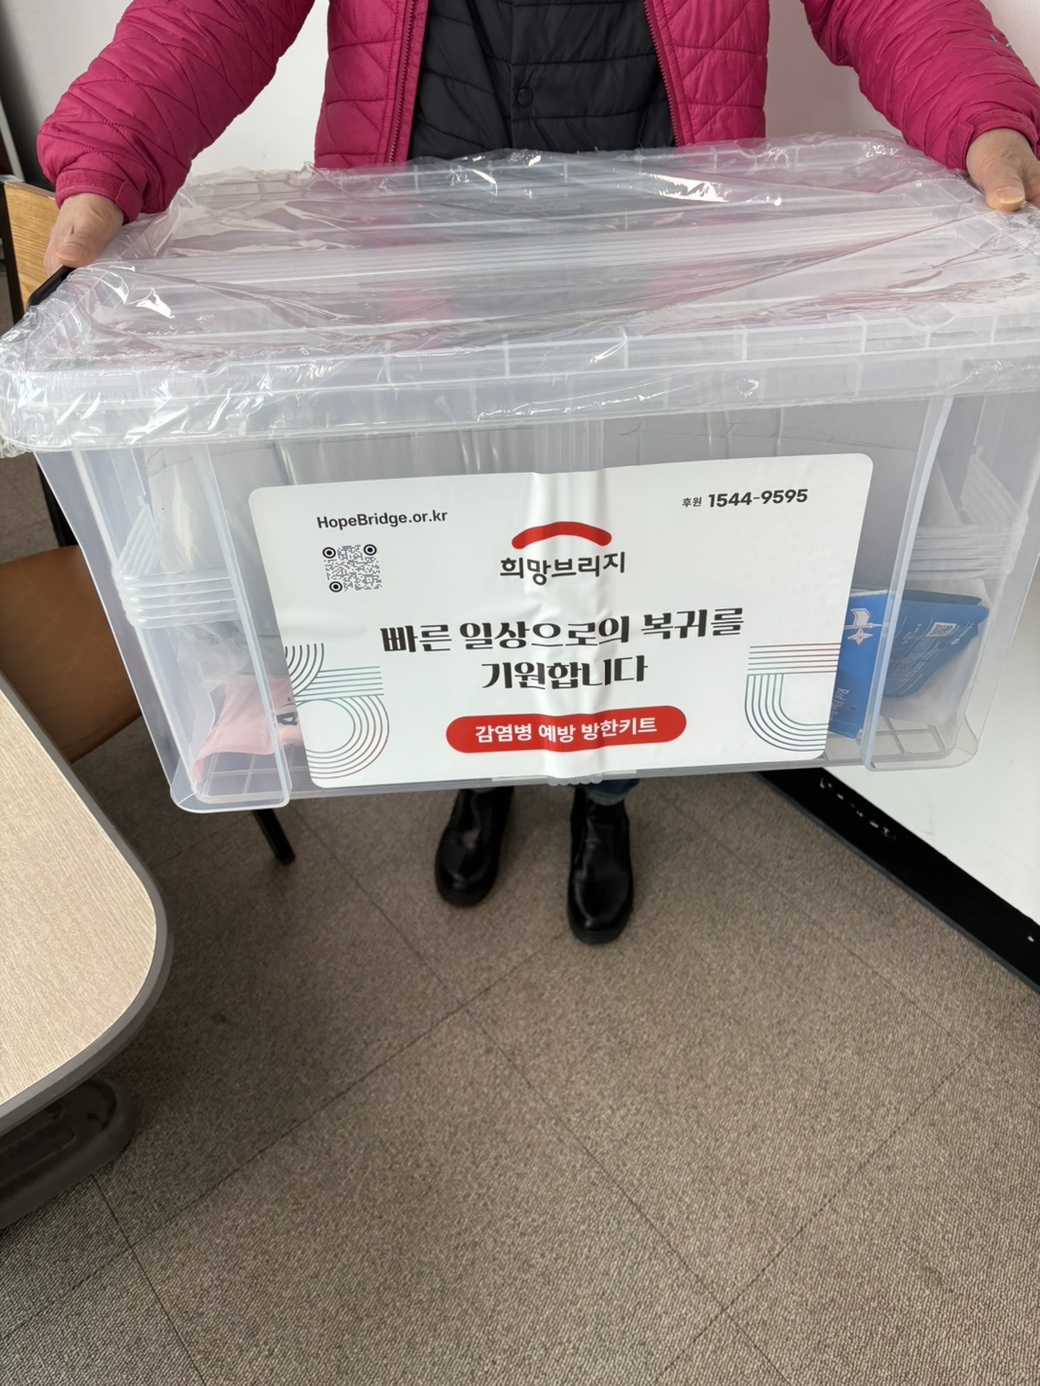 HopeBridge.or.kr
후원 1544-9595
희망브리지
빠른 일상으로의 복귀를
기원합니다
감염병 예방 방한키트